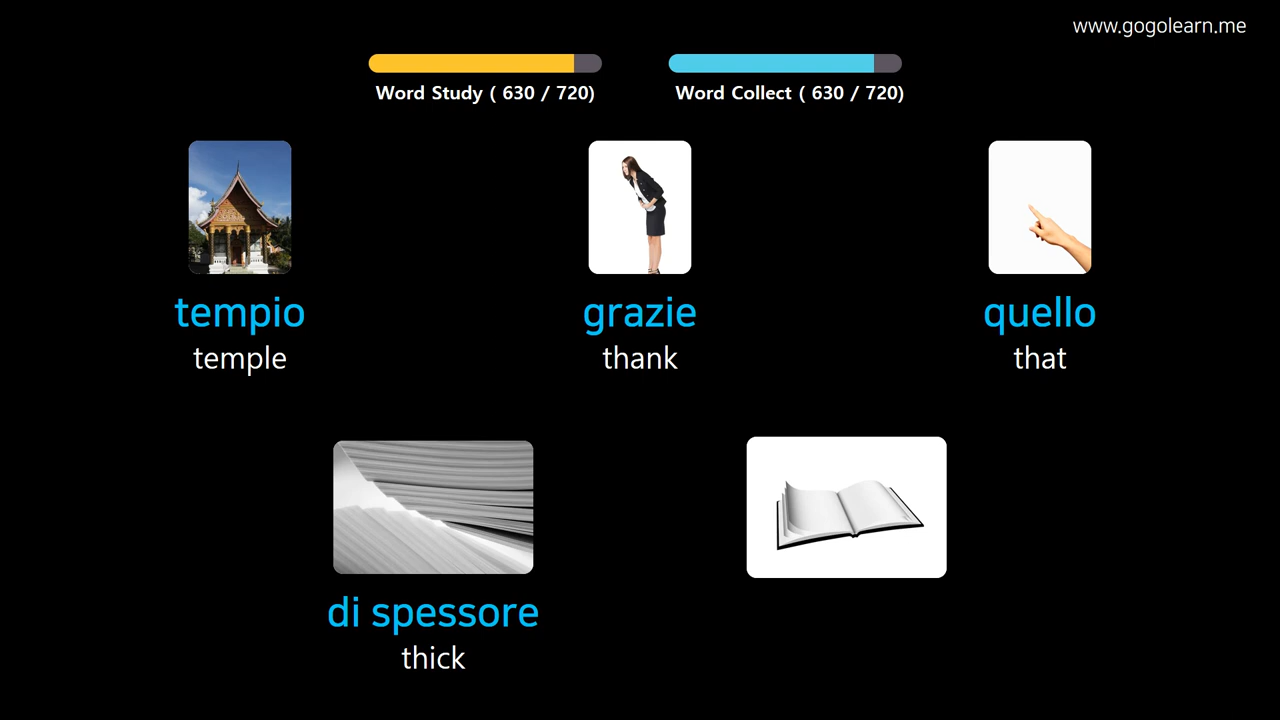 www.gogolearn.me
Word Study ( 630 / 720)
Word Collect ( 630 / 720)
tempio
temple
grazie
thank
quello
that
di spessore
thick